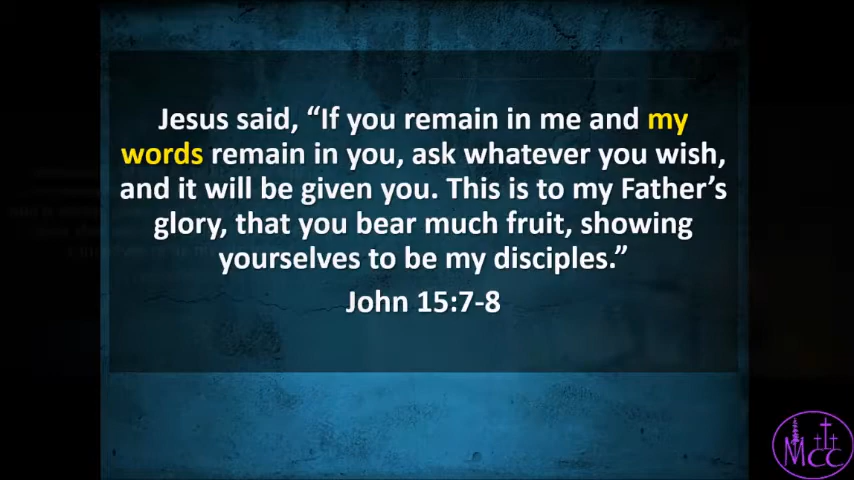 Jesus said, “If you remain in me and my
words remain in you, ask whatever you wish,
and it will be given you. This is to my Father’s
glory, that you bear much fruit, showing
yourselves to be my disciples.”
John 15:7-8
MCC